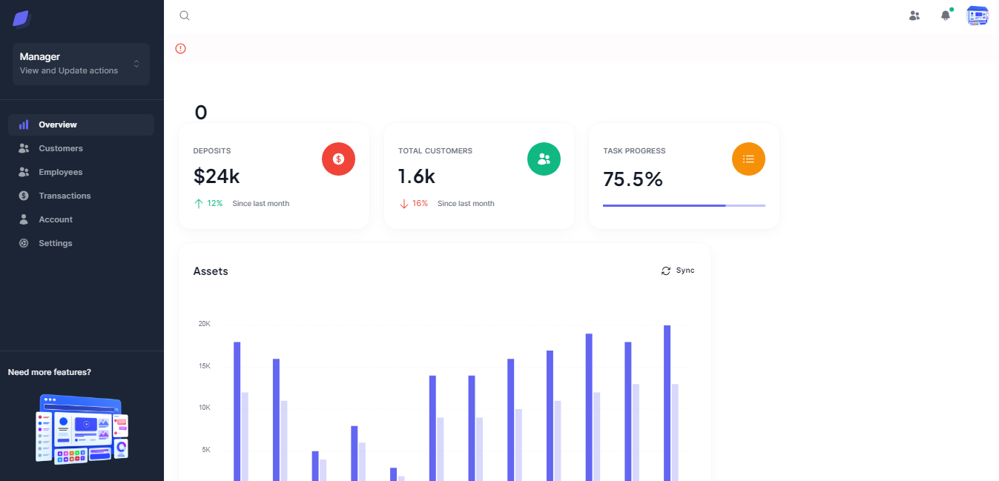 Manager
View and Update actions
Overview
Customers
Employees
Transactions
Account
Settings
Need more features?
0
DEPOSITS
$24k
12% Since last month
TOTAL CUSTOMERS
1.6k
16% Since last month
TASK PROGRESS
75.5%
Assets
Sync
20K
15K
10K
5K